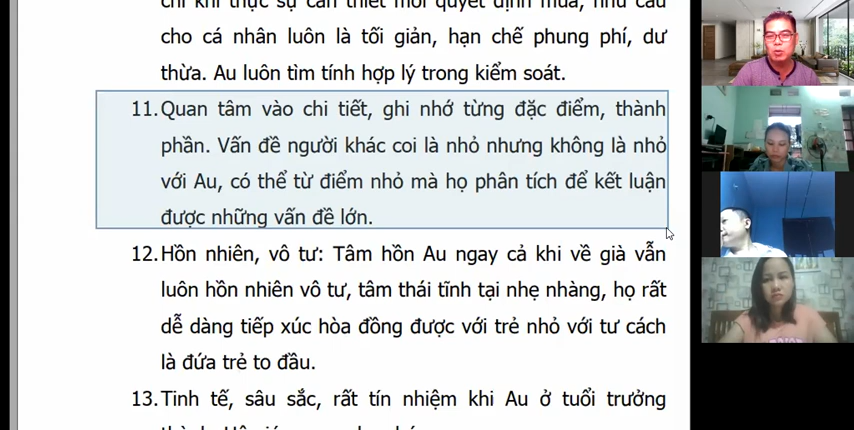 chỉ khi thực sự cần thiết mới quyết định mua, nhu cầu
cho cá nhân luôn là tối giản, hạn chế phung phí, dư
thừa. Au luôn tìm tính hợp lý trong kiểm soát.
11. Quan tâm vào chi tiết, ghi nhớ từng đặc điểm, thành
phần. Vấn đề người khác coi là nhỏ nhưng không là nhỏ
với Au, có thể từ điểm nhỏ mà họ phân tích để kết luận
được những vấn đề lớn.
12. Hồn nhiên, vô tư: Tâm hồn Au ngay cả khi về già vẫn
luôn hồn nhiên vô tư, tâm thái tĩnh tại nhẹ nhàng, họ rất
dễ dàng tiếp xúc hòa đồng được với trẻ nhỏ với tư cách
là đứa trẻ to đầu.
13. Tinh tế, sâu sắc, rất tín nhiệm khi Au ở tuổi trưởng